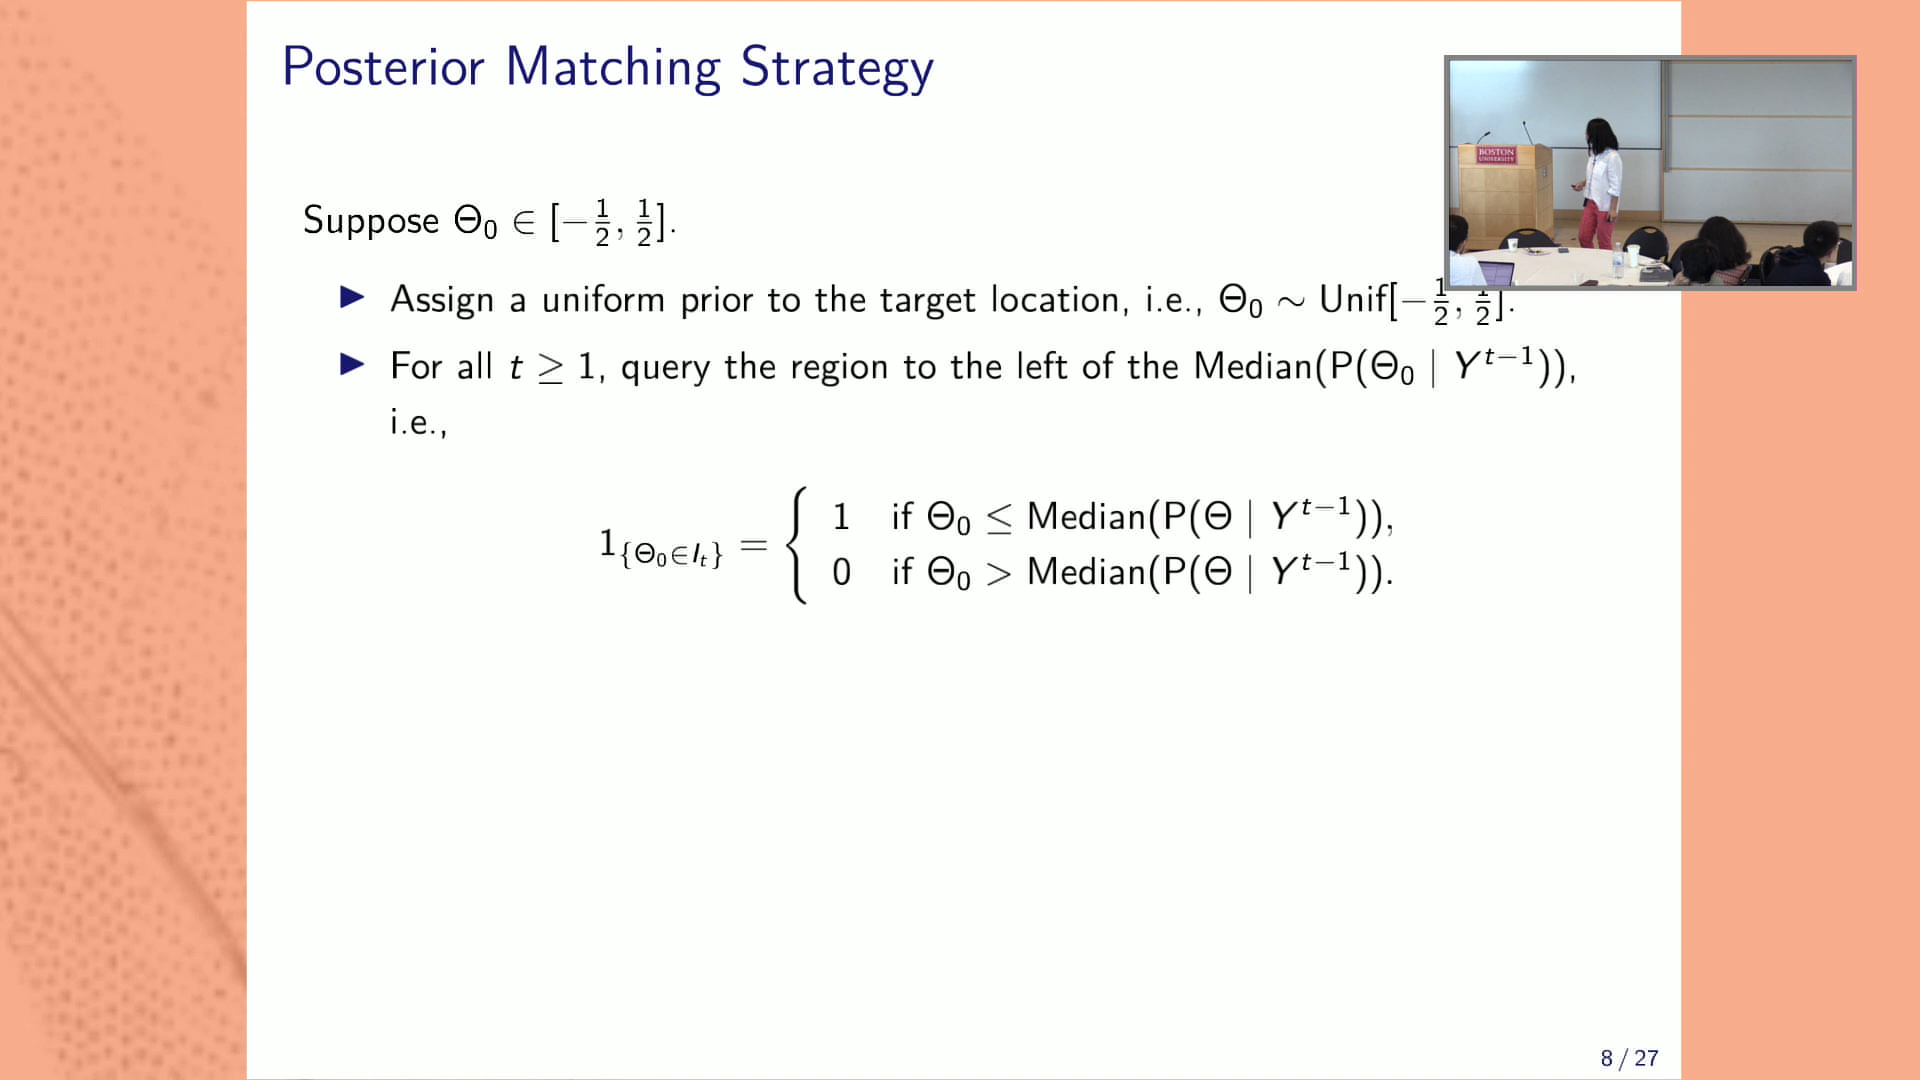 Posterior Matching Strategy
Suppose Θ₀ ∈ [−1/2, 1/2].
▶ Assign a uniform prior to the target location, i.e., Θ₀ ∼ Unif[−1/2, 1/2].
▶ For all t ≥ 1, query the region to the left of the Median(P(Θ₀ | Y^{t−1})),
i.e.,
1_{Θ₀∈I_t} = { 1 if Θ₀ ≤ Median(P(Θ | Y^{t−1})),
0 if Θ₀ > Median(P(Θ | Y^{t−1})).
BOSTON
UNIVERSITY
8 / 27